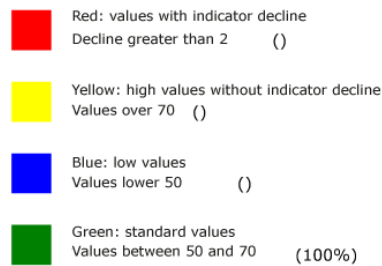 Red: values with indicator decline
Decline greater than 2 ()
Yellow: high values without indicator decline
Values over 70 ()
Blue: low values
Values lower 50 ()
Green: standard values
Values between 50 and 70 (100%)